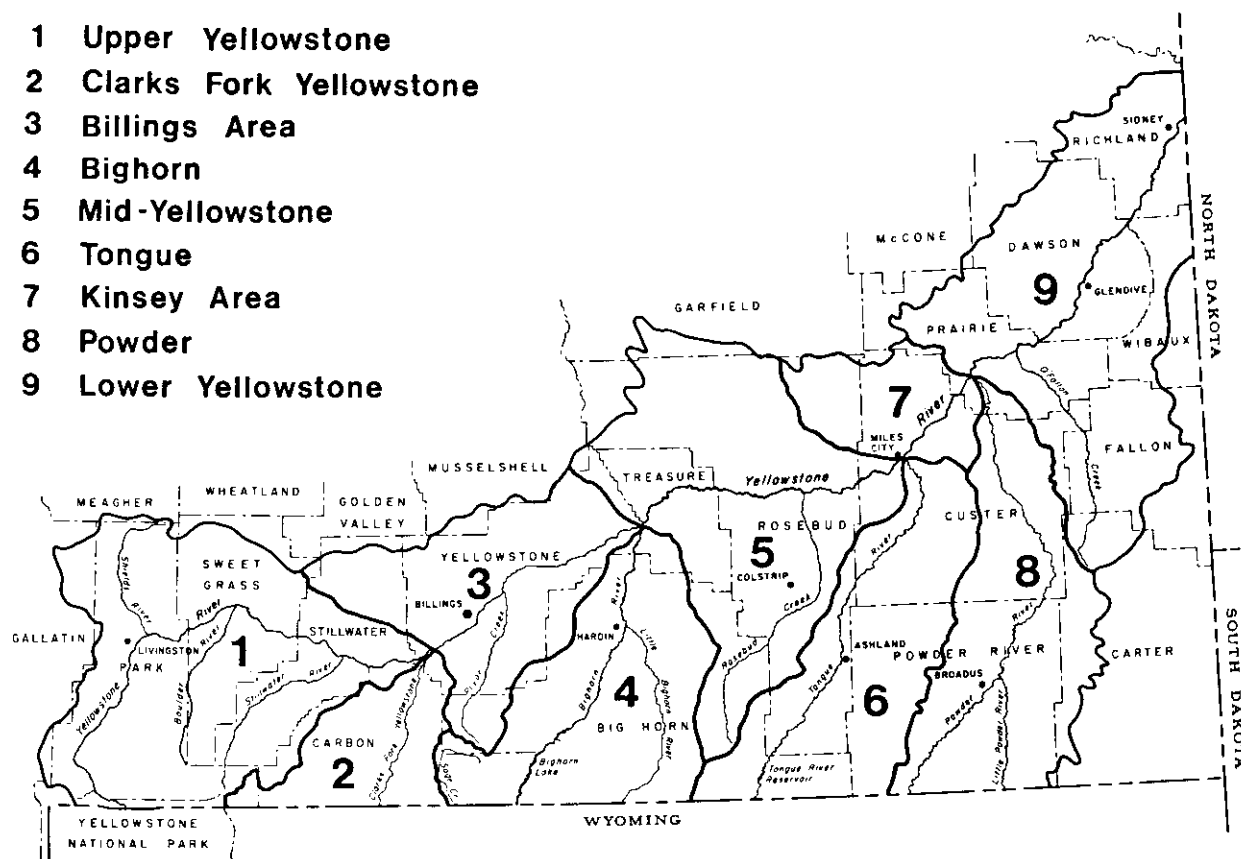 1 Upper Yellowstone
2 Clarks Fork Yellowstone
3 Billings Area
4 Bighorn
5 Mid-Yellowstone
6 Tongue
7 Kinsey Area
8 Powder
9 Lower Yellowstone
SIDNEY
RICHLAND
NORTH DAKOTA
McCONE
DAWSON
9
GLENDIVE
GARFIELD
PRAIRIE
WIBAUX
O'Fallon
Creek
7
River
MILES
CITY
FALLON
MUSSELSHELL
TREASURE
Yellowstone
MEAGHER
WHEATLAND
GOLDEN
VALLEY
ROSEBUD
CUSTER
River
YELLOWSTONE
5
COLSTRIP
8
SWEET
GRASS
3
Shields
River
River
BILLINGS
Creek
Pryor
River
HARDIN
Little
Bighorn
River
Bighorn
Creek
Rosebud
River
GALLATIN
LIVINGSTON
PARK
1
STILLWATER
River
Boulder
Stillwater
River
Yellowstone
ASHLAND
POWDER RIVER
BROADUS
CARTER
SOUTH DAKOTA
4
BIG HORN
6
Tongue
Powder
Little Powder River
CARBON
2
Clarks Fork Yellowstone
Bighorn
Lake
Tongue River
Reservoir
WYOMING
YELLOWSTONE
NATIONAL PARK